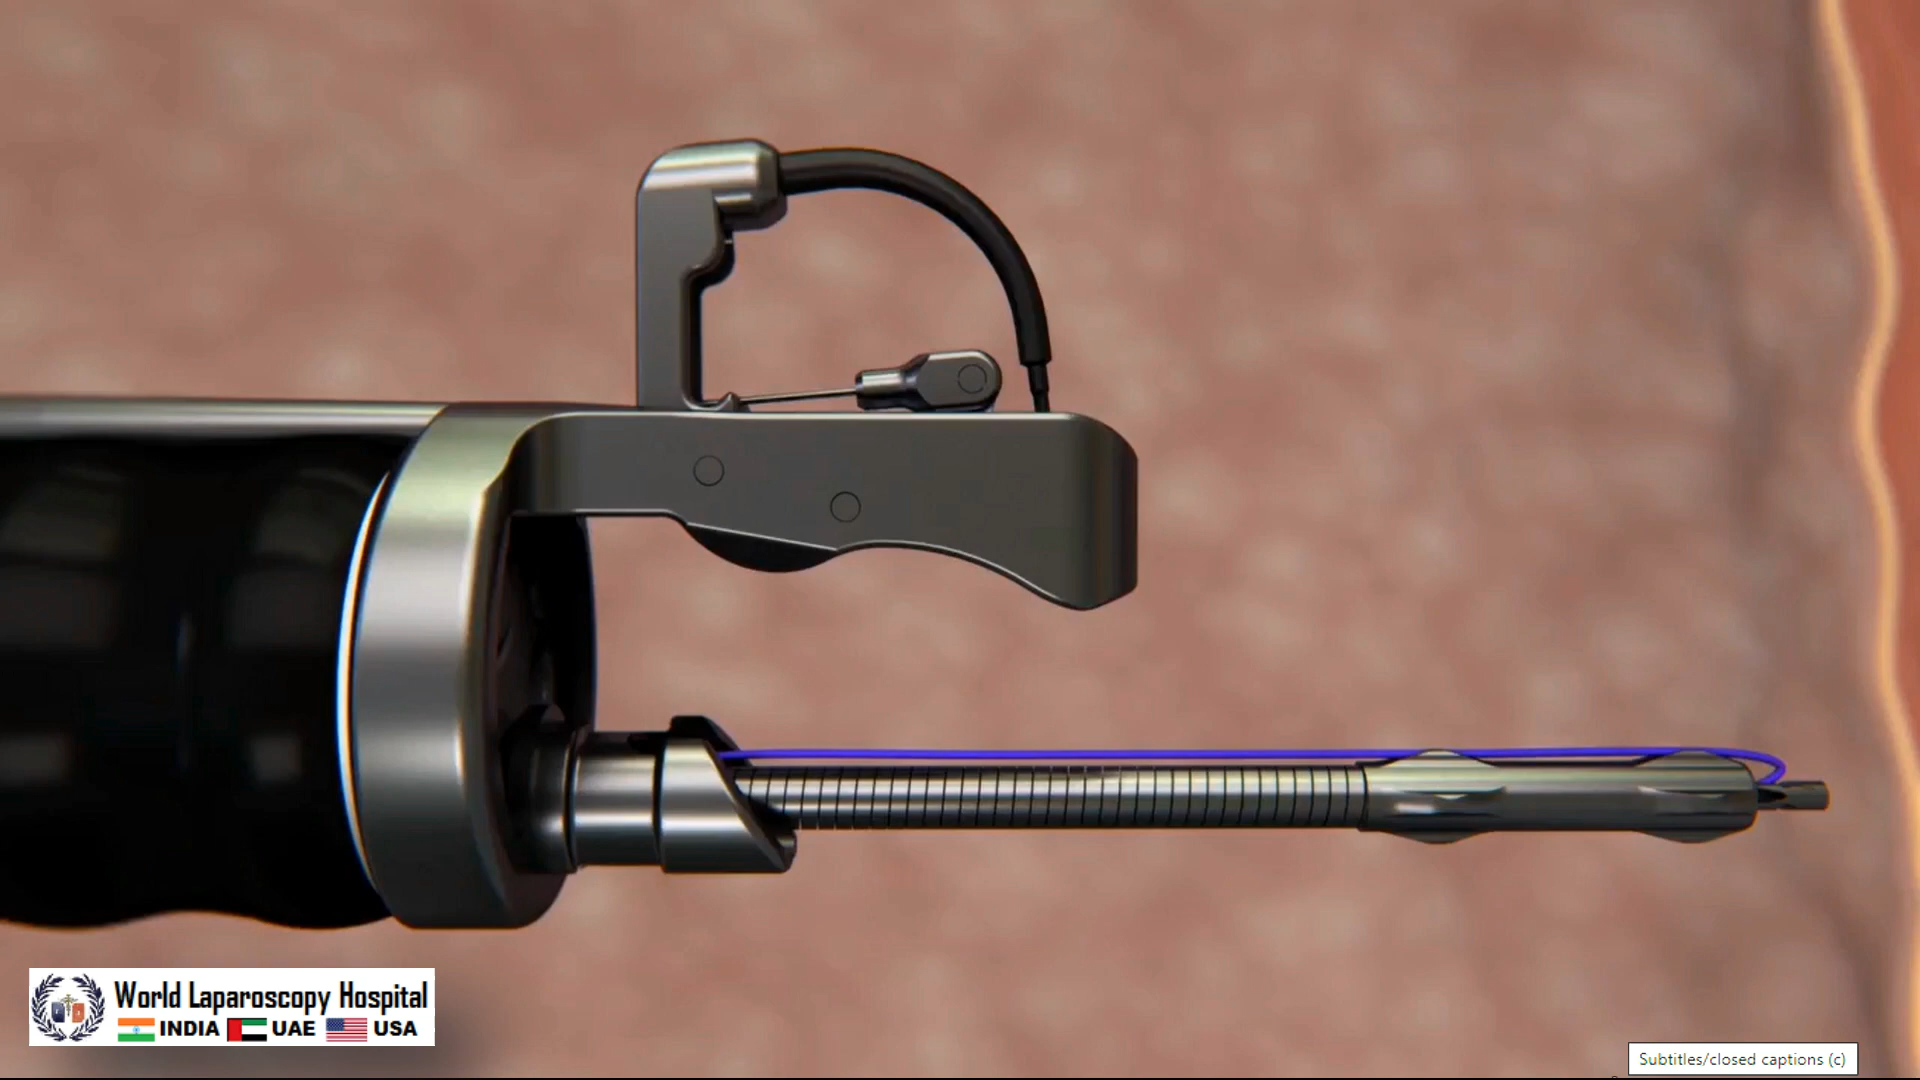 World Laparoscopy Hospital
INDIA UAE USA
Subtitles/closed captions (c)